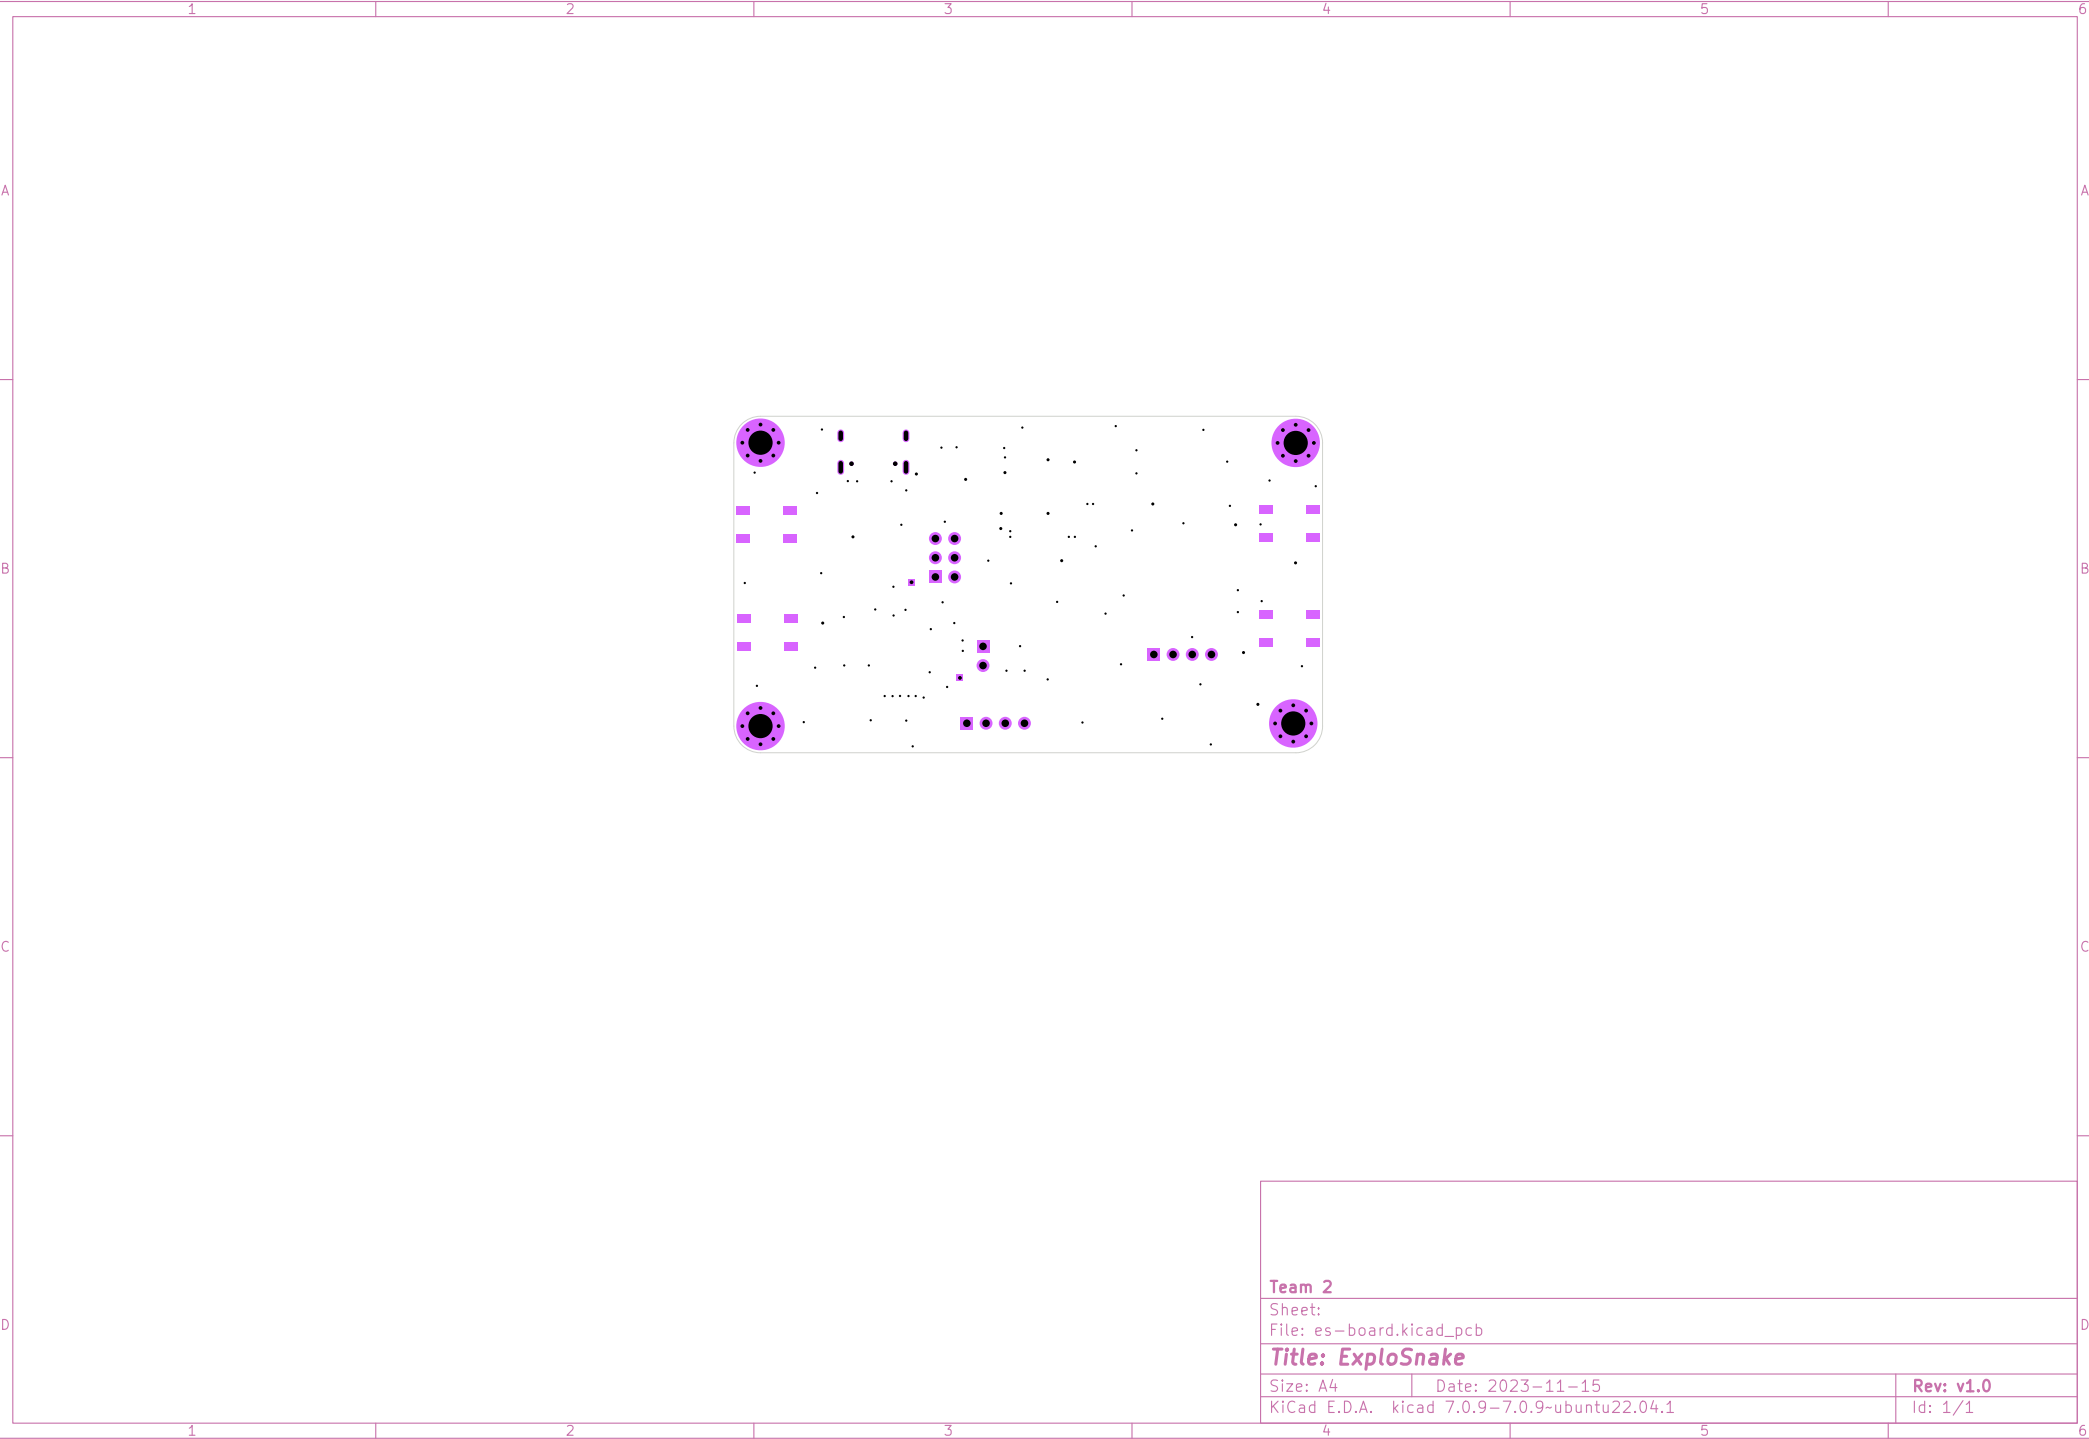 1 2 3 4 5 6
A A
B B
C C
Team 2
Sheet:
D D
File: es-board.kicad_pcb
Title: ExploSnake
Size: A4 Date: 2023-11-15 Rev: v1.0
KiCad E.D.A. kicad 7.0.9-7.0.9~ubuntu22.04.1 Id: 1/1
1 2 3 4 5 6